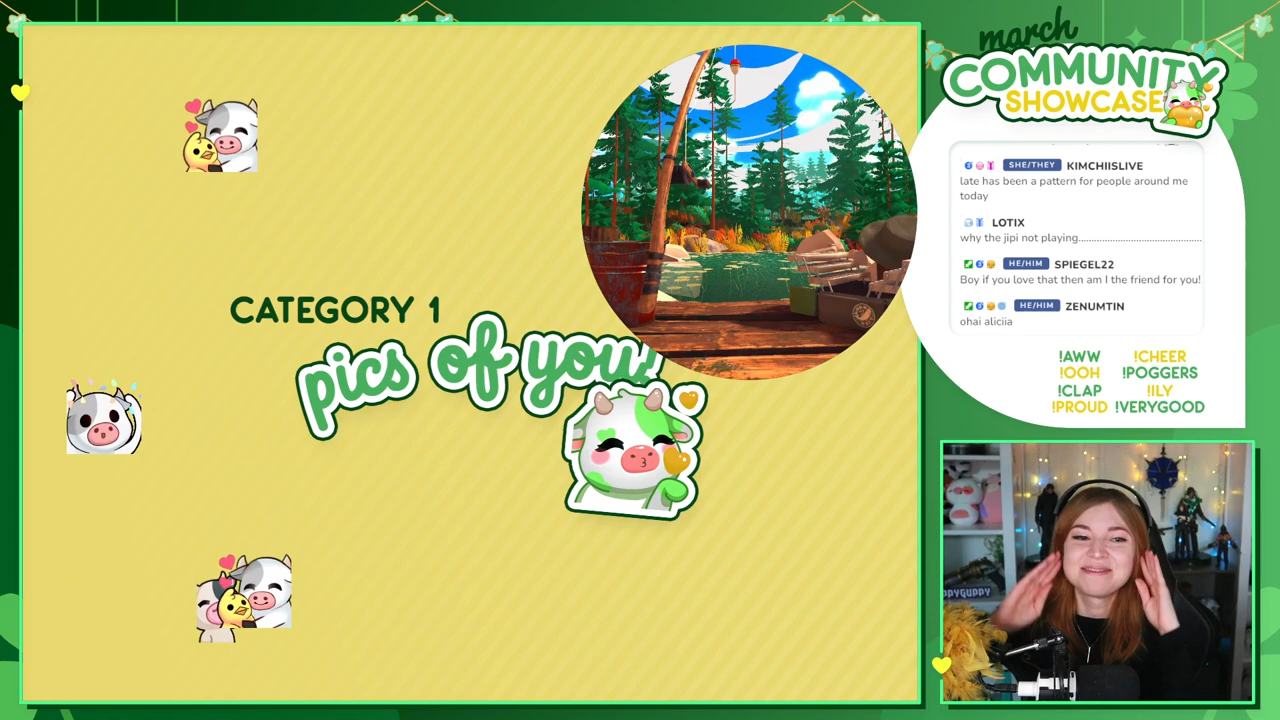 march
COMMUNITY
SHOWCASE
SHE/THEY KIMCHIISLIVE
late has been a pattern for people around me
today
LOTIX
why the jipi not playing..........................................
HE/HIM SPIEGEL22
Boy if you love that then am I the friend for you!
HE/HIM ZENUMTIN
ohai aliciia
!AWW !CHEER
!OOH !POGGERS
!CLAP !ILY
!PROUD !VERYGOOD
CATEGORY 1
pics of you!
PPYGUPPY